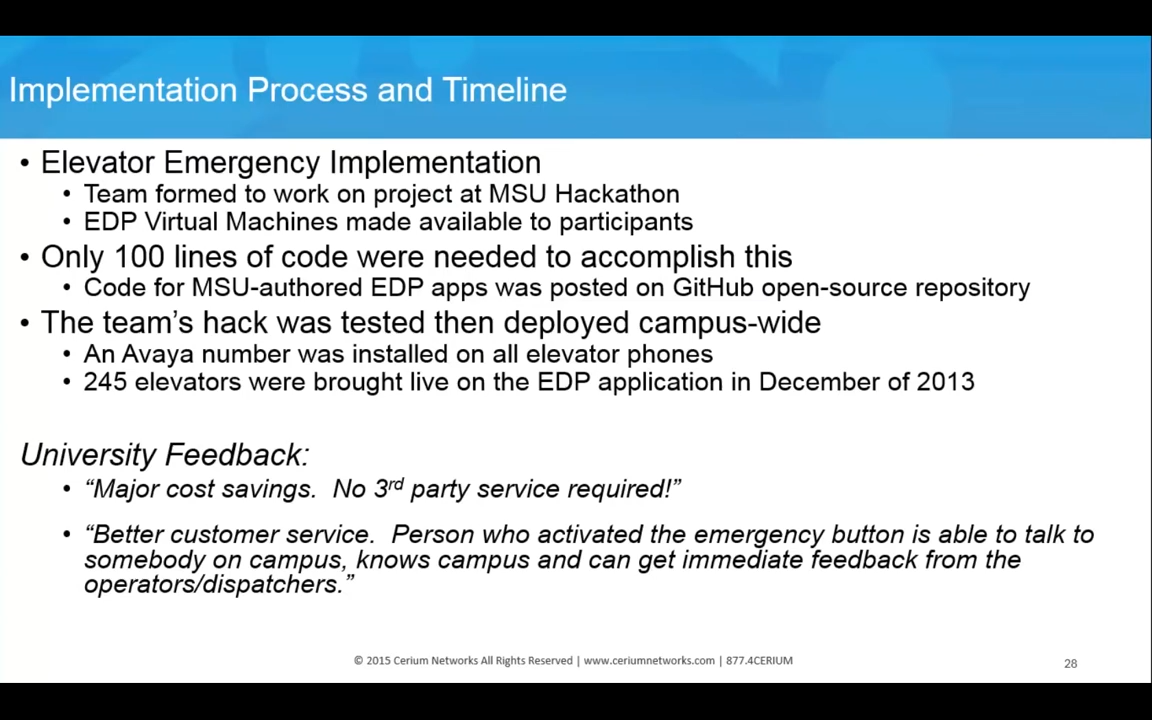 Implementation Process and Timeline
• Elevator Emergency Implementation
• Team formed to work on project at MSU Hackathon
• EDP Virtual Machines made available to participants
• Only 100 lines of code were needed to accomplish this
• Code for MSU-authored EDP apps was posted on GitHub open-source repository
• The team’s hack was tested then deployed campus-wide
• An Avaya number was installed on all elevator phones
• 245 elevators were brought live on the EDP application in December of 2013
University Feedback:
• “Major cost savings.  No 3rd party service required!”
• “Better customer service.  Person who activated the emergency button is able to talk to
somebody on campus, knows campus and can get immediate feedback from the
operators/dispatchers.”
© 2015 Cerium Networks All Rights Reserved | www.ceriumnetworks.com | 877.4CERIUM
28